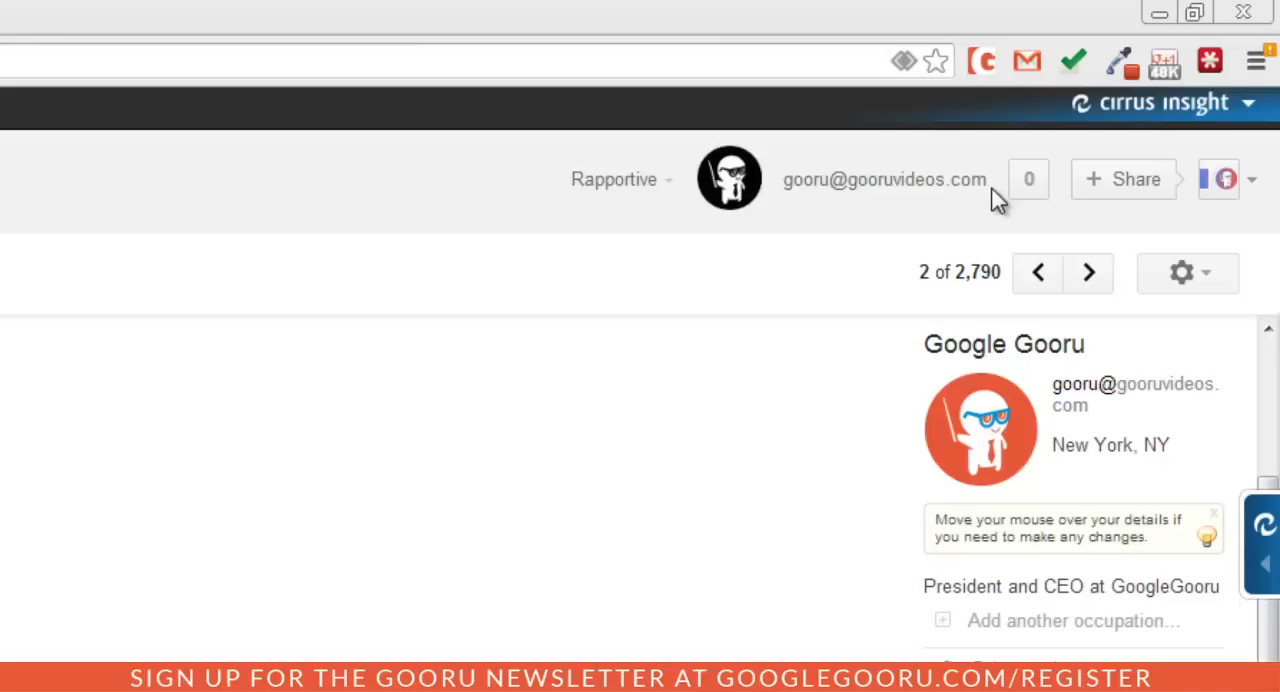 48K
cirrus insight
Rapportive
gooru@gooruvideos.com
0
+ Share
2 of 2,790
Google Gooru
gooru@gooruvideos.
com
New York, NY
Move your mouse over your details if
you need to make any changes.
President and CEO at GoogleGooru
Add another occupation...
SIGN UP FOR THE GOORU NEWSLETTER AT GOOGLEGOORU.COM/REGISTER